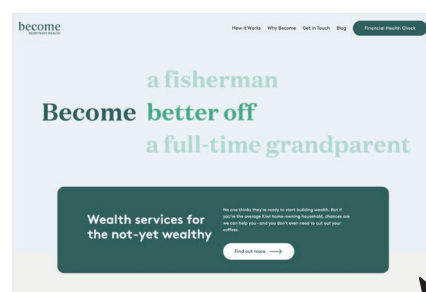 become
REDEFINING WEALTH
How it Works Why Become Get in Touch Blog Financial Health Check
a fisherman
Become better off
a full-time grandparent
Wealth services for
the not-yet wealthy
No one thinks they're ready to start building wealth. But if
you're the average Kiwi home-owning household, chances are
we can help you - and you don't even need to cut out your
coffees.
Find out more